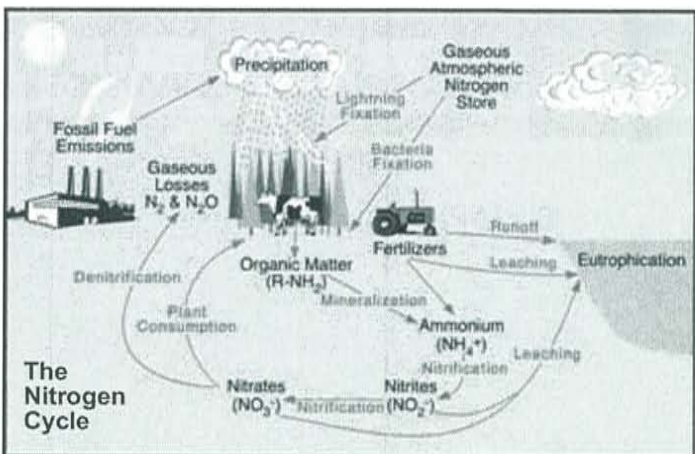 Precipitation
Gaseous
Atmospheric
Nitrogen
Store
Lightning
Fixation
Fossil Fuel
Emissions
Bacteria
Fixation
Gaseous
Losses
N₂ & N₂O
Fertilizers
Runoff
Organic Matter
(R-NH₂)
Leaching
Eutrophication
Denitrification
Plant
Consumption
Mineralization
Ammonium
(NH₄⁺)
Leaching
Nitrification
The
Nitrogen
Cycle
Nitrates
(NO₃⁻)
Nitrification
Nitrites
(NO₂⁻)